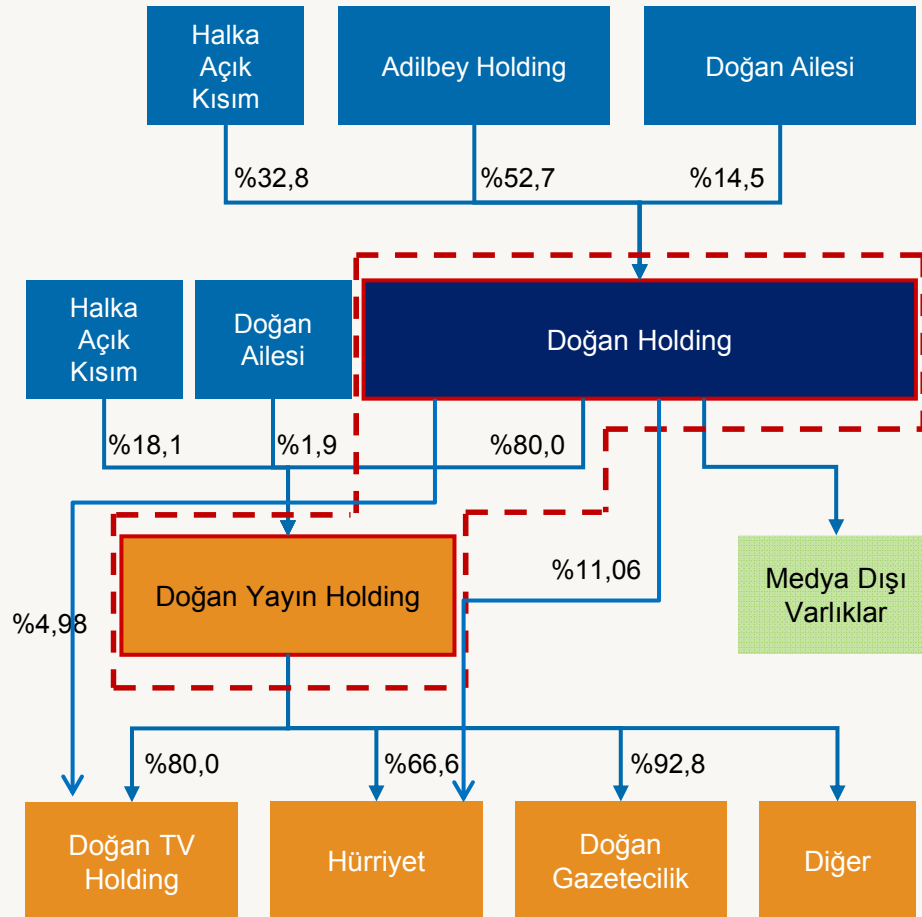 Halka
Açık
Kısım
Adilbey Holding
Doğan Ailesi
%32,8
%52,7
%14,5
Halka
Açık
Kısım
Doğan
Ailesi
Doğan Holding
%18,1
%1,9
%80,0
Doğan Yayın Holding
%11,06
Medya Dışı
Varlıklar
%4,98
%80,0
%66,6
%92,8
Doğan TV
Holding
Hürriyet
Doğan
Gazetecilik
Diğer